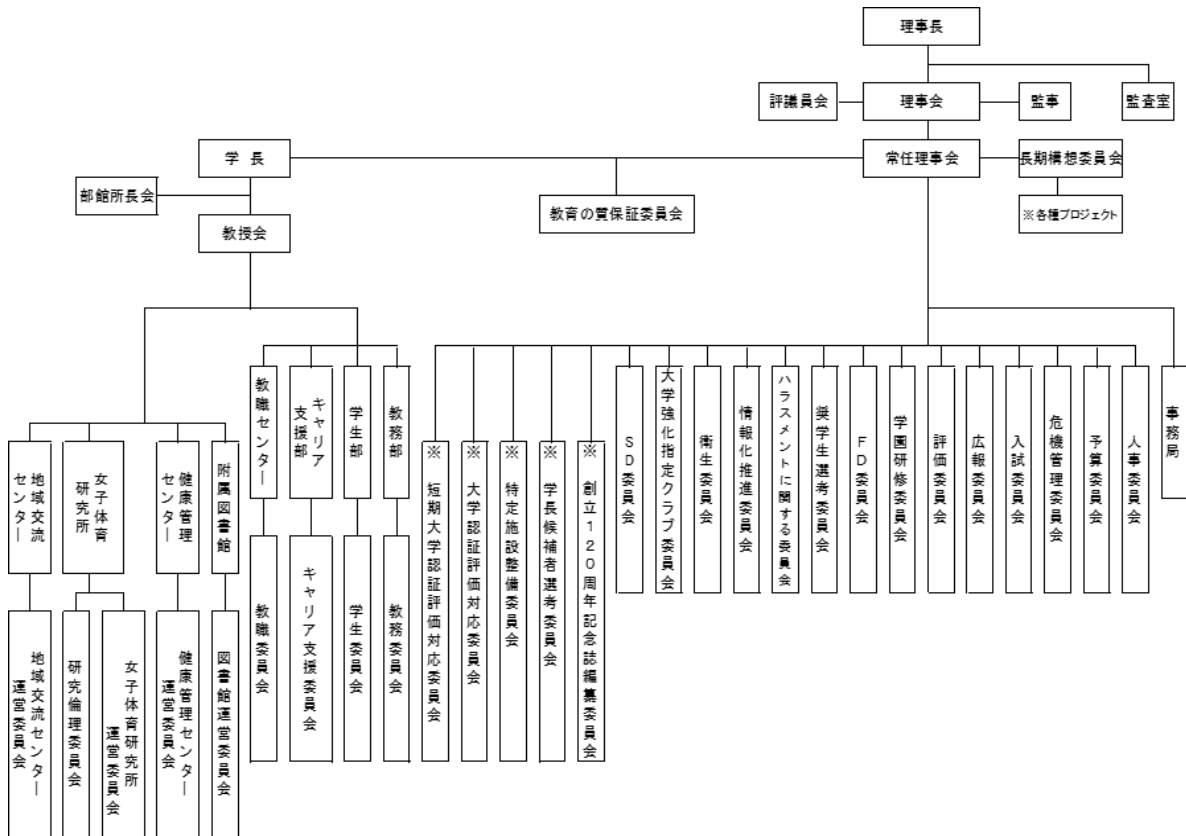 理事長
評議員会
理事会
監事
監査室
学 長
常任理事会
長期構想委員会
部館所長会
教育の質保証委員会
※各種プロジェクト
教授会
地域交流
センター
女子体育
研究所
健康管理
センター
附属図書館
教職センター
キャリア
支援部
学生部
教務部
※短期大学認証評価対応委員会
※大学認証評価対応委員会
※特定施設整備委員会
※学長候補者選考委員会
※創立120周年記念誌編纂委員会
SD委員会
大学強化指定クラブ委員会
衛生委員会
情報化推進委員会
ハラスメントに関する委員会
奨学生選考委員会
FD委員会
学園研修委員会
評価委員会
広報委員会
入試委員会
危機管理委員会
予算委員会
人事委員会
事務局
地域交流センター
運営委員会
研究倫理委員会
女子体育研究所
運営委員会
健康管理センター
運営委員会
図書館運営委員会
教職委員会
キャリア支援委員会
学生委員会
教務委員会